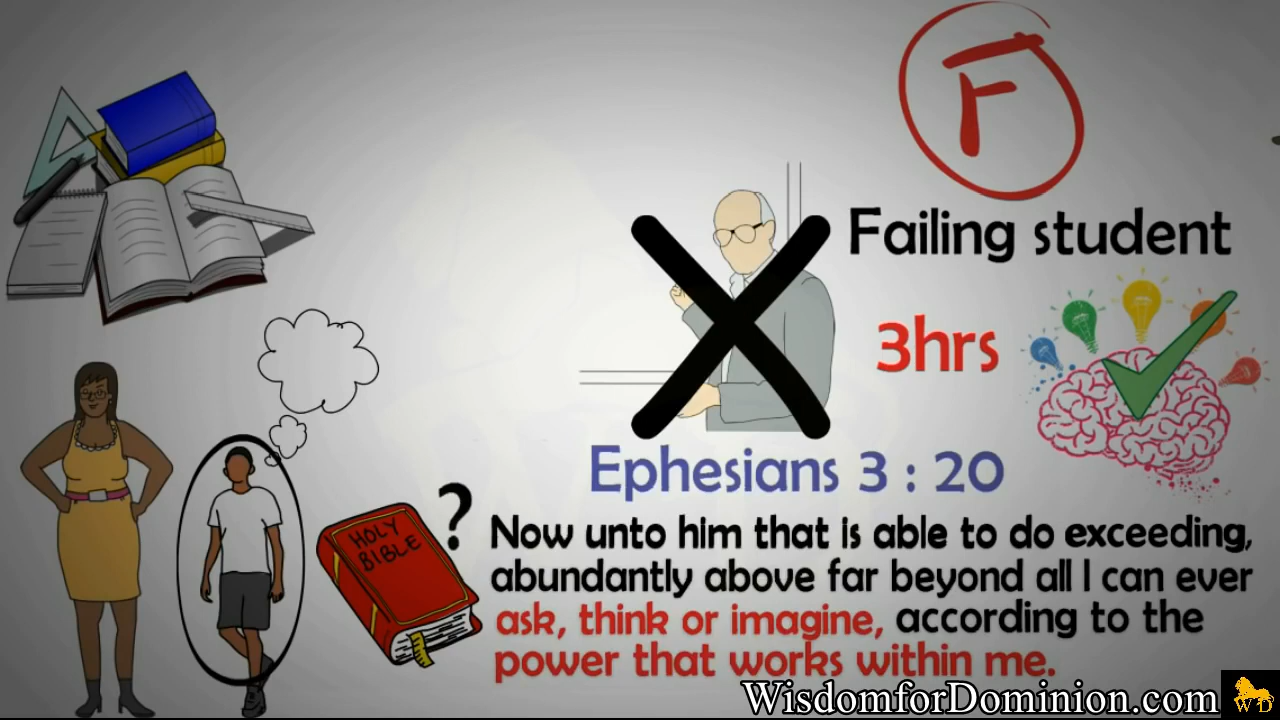 F
Failing student
3hrs
Ephesians 3 : 20
?
HOLY
BIBLE
Now unto him that is able to do exceeding,
abundantly above far beyond all I can ever
ask, think or imagine, according to the
power that works within me.
WisdomforDominion.com
WD